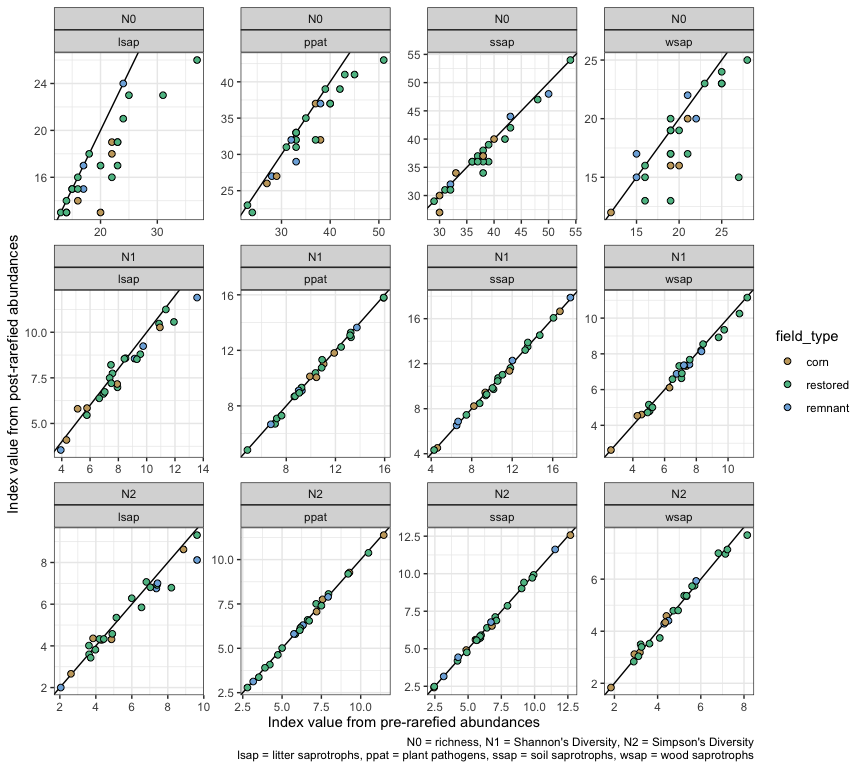 N0 N0 N0 N0
lsap ppat ssap wsap
24 20 16
20 30
40 35 30 25
30 40 50
55 50 45 40 35 30
30 35 40 45 50 55
25 20 15
15 20 25
N1 N1 N1 N1
lsap ppat ssap wsap
10.0 7.5 5.0
4 6 8 10 12 14
16 12 8
8 12 16
16 12 8 4
4 8 12 16
10 8 6 4
4 6 8 10
N2 N2 N2 N2
lsap ppat ssap wsap
8 6 4 2
2 4 6 8 10
10.0 7.5 5.0 2.5
2.5 5.0 7.5 10.0
12.5 10.0 7.5 5.0 2.5
2.5 5.0 7.5 10.0 12.5
6 4 2
2 4 6 8
Index value from post-rarefied abundances
Index value from pre-rarefied abundances
field_type
corn
restored
remnant
N0 = richness, N1 = Shannon's Diversity, N2 = Simpson's Diversity
lsap = litter saprotrophs, ppat = plant pathogens, ssap = soil saprotrophs, wsap = wood saprotrophs